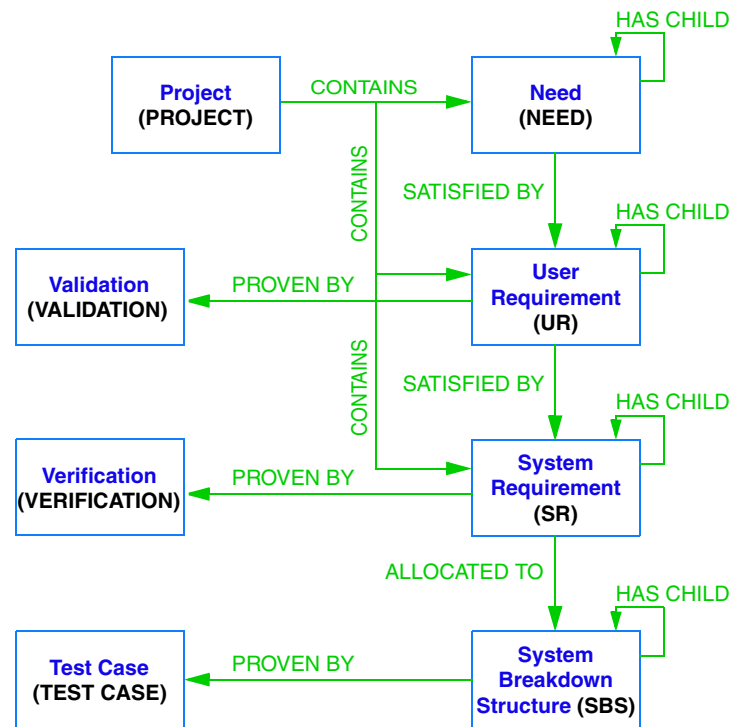 HAS CHILD
Project
(PROJECT)
CONTAINS
Need
(NEED)
CONTAINS
SATISFIED BY
HAS CHILD
Validation
(VALIDATION)
PROVEN BY
User
Requirement
(UR)
CONTAINS
SATISFIED BY
HAS CHILD
Verification
(VERIFICATION)
PROVEN BY
System
Requirement
(SR)
ALLOCATED TO
HAS CHILD
Test Case
(TEST CASE)
PROVEN BY
System
Breakdown
Structure (SBS)